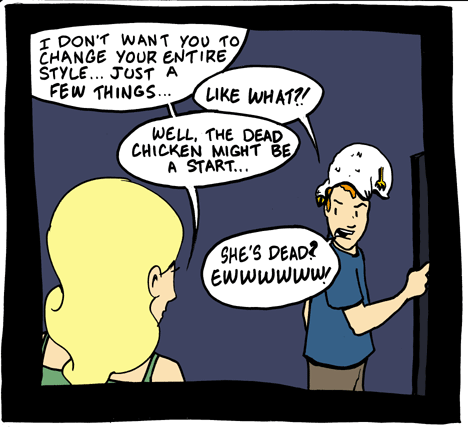 I DON'T WANT YOU TO
CHANGE YOUR ENTIRE
STYLE... JUST A
FEW THINGS...
LIKE WHAT?!
WELL, THE DEAD
CHICKEN MIGHT BE
A START...
SHE'S DEAD?
EWWWWWW!